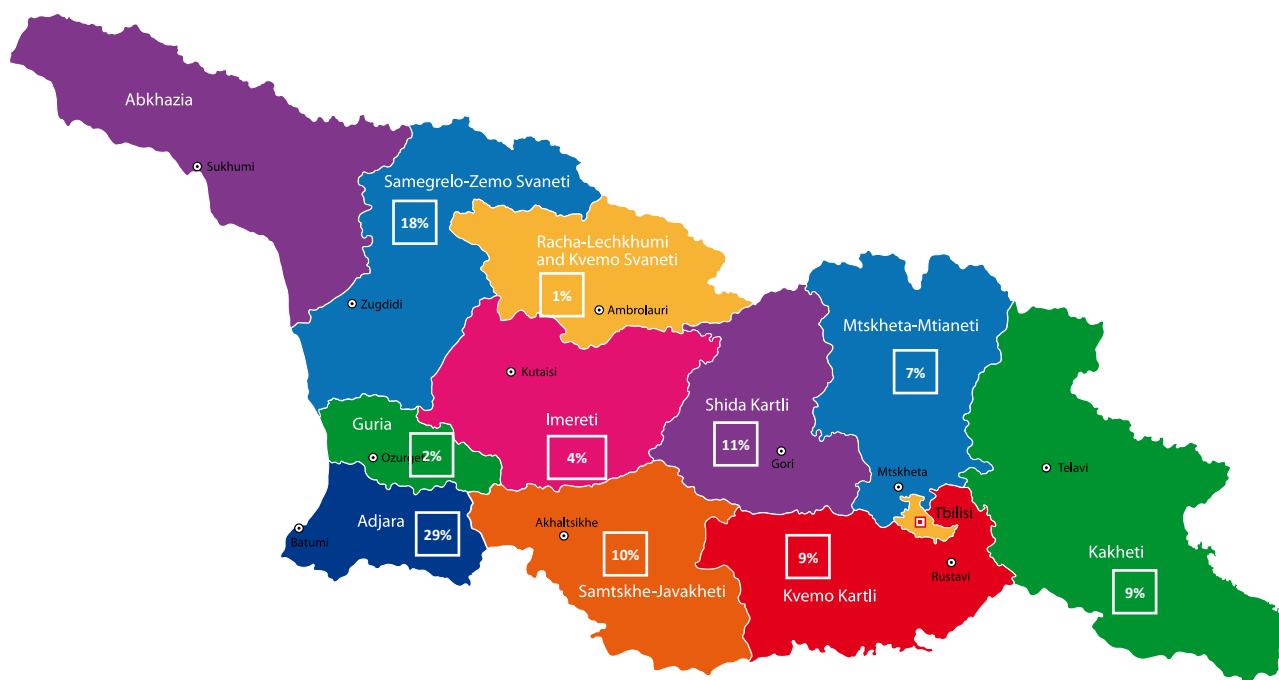 Abkhazia
Sukhumi
Samegrelo-Zemo Svaneti
18%
Racha-Lechkhumi
and Kvemo Svaneti
1%
Zugdidi
Ambrolauri
Mtskheta-Mtianeti
7%
Kutaisi
Shida Kartli
11%
Gori
Imereti
4%
Guria
2%
Telavi
Mtskheta
Tbilisi
Adjara
29%
Batumi
Akhaltsikhe
10%
Samtskhe-Javakheti
9%
Kvemo Kartli
Rustavi
Kakheti
9%